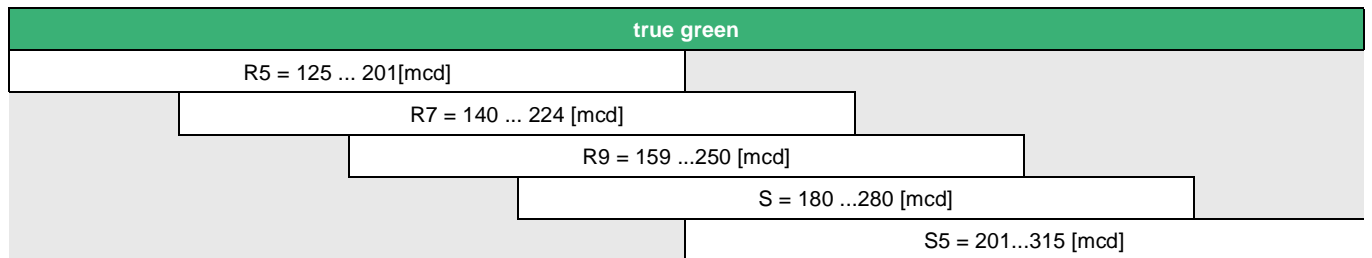 true green
R5 = 125 ... 201[mcd]
R7 = 140 ... 224 [mcd]
R9 = 159 ...250 [mcd]
S = 180 ...280 [mcd]
S5 = 201...315 [mcd]